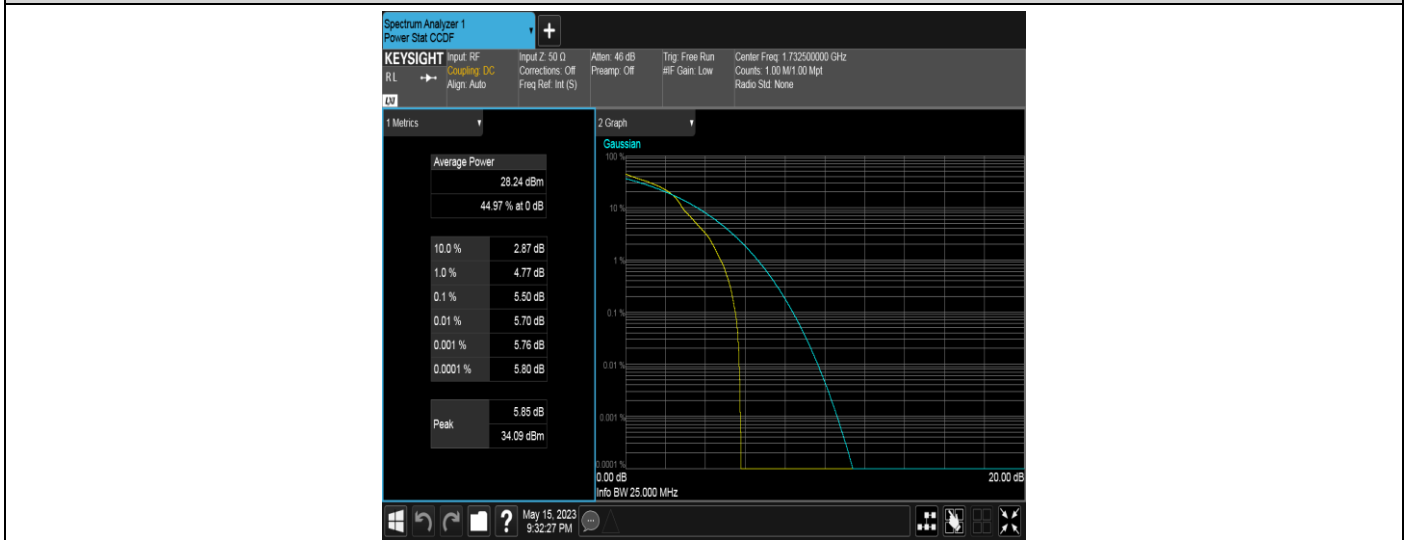 Spectrum Analyzer 1
Power Stat CCDF
+
KEYSIGHT
RL
LXI
Input: RF
Coupling: DC
Align: Auto
Input Z: 50 Ω
Corrections: Off
Freq Ref: Int (S)
Atten: 46 dB
Preamp: Off
Trig: Free Run
#IF Gain: Low
Center Freq: 1.732500000 GHz
Counts: 1.00 M/1.00 Mpt
Radio Std: None
1 Metrics
Average Power
28.24 dBm
44.97 % at 0 dB
10.0 % 2.87 dB
1.0 % 4.77 dB
0.1 % 5.50 dB
0.01 % 5.70 dB
0.001 % 5.76 dB
0.0001 % 5.80 dB
Peak 5.85 dB
34.09 dBm
2 Graph
Gaussian
100 %
10 %
1 %
0.1 %
0.01 %
0.001 %
0.0001 %
0.00 dB 20.00 dB
Info BW 25.000 MHz
?
May 15, 2023
9:32:27 PM